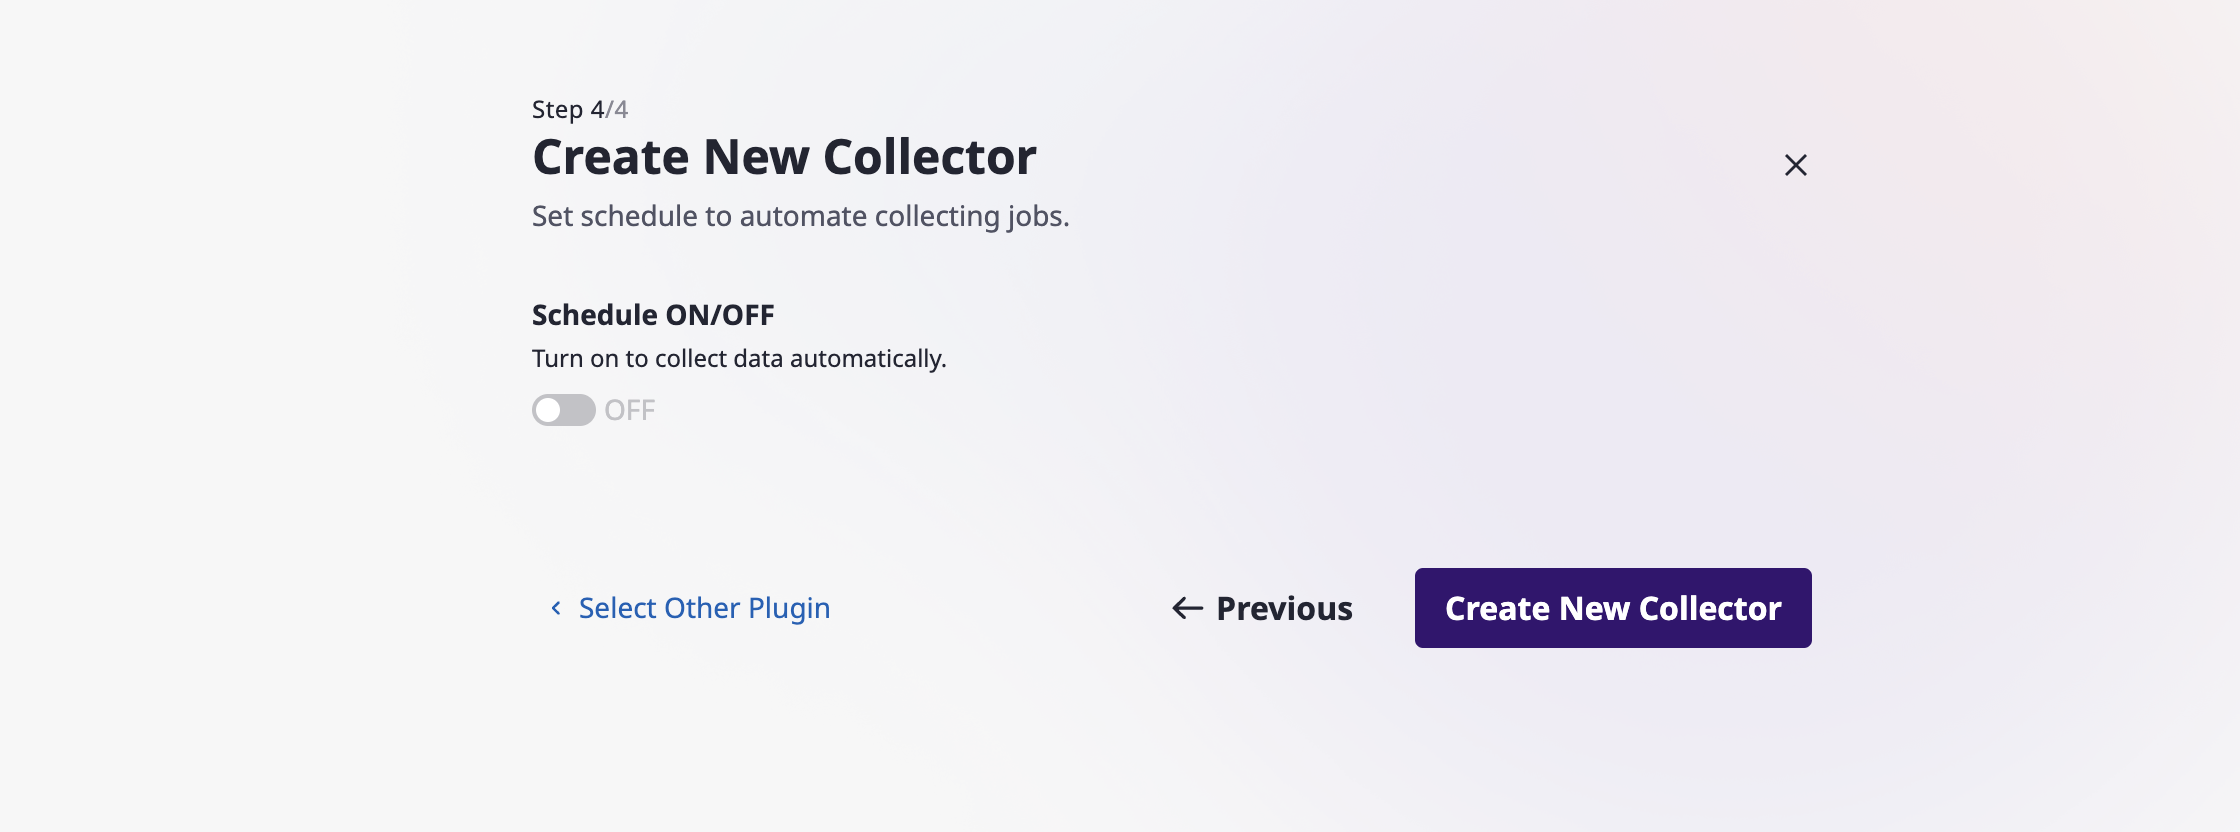 Step 4/4
Create New Collector
Set schedule to automate collecting jobs.
Schedule ON/OFF
Turn on to collect data automatically.
OFF
Select Other Plugin
Previous
Create New Collector